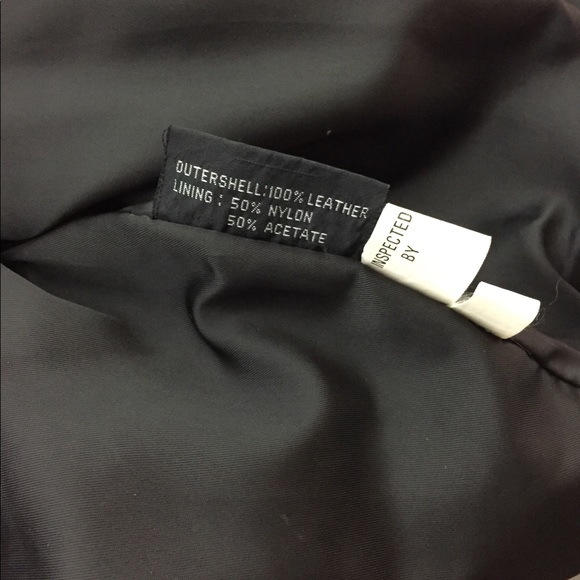 OUTERSHELL:100% LEATHER
LINING : 50% NYLON
50% ACETATE
INSPECTED
BY